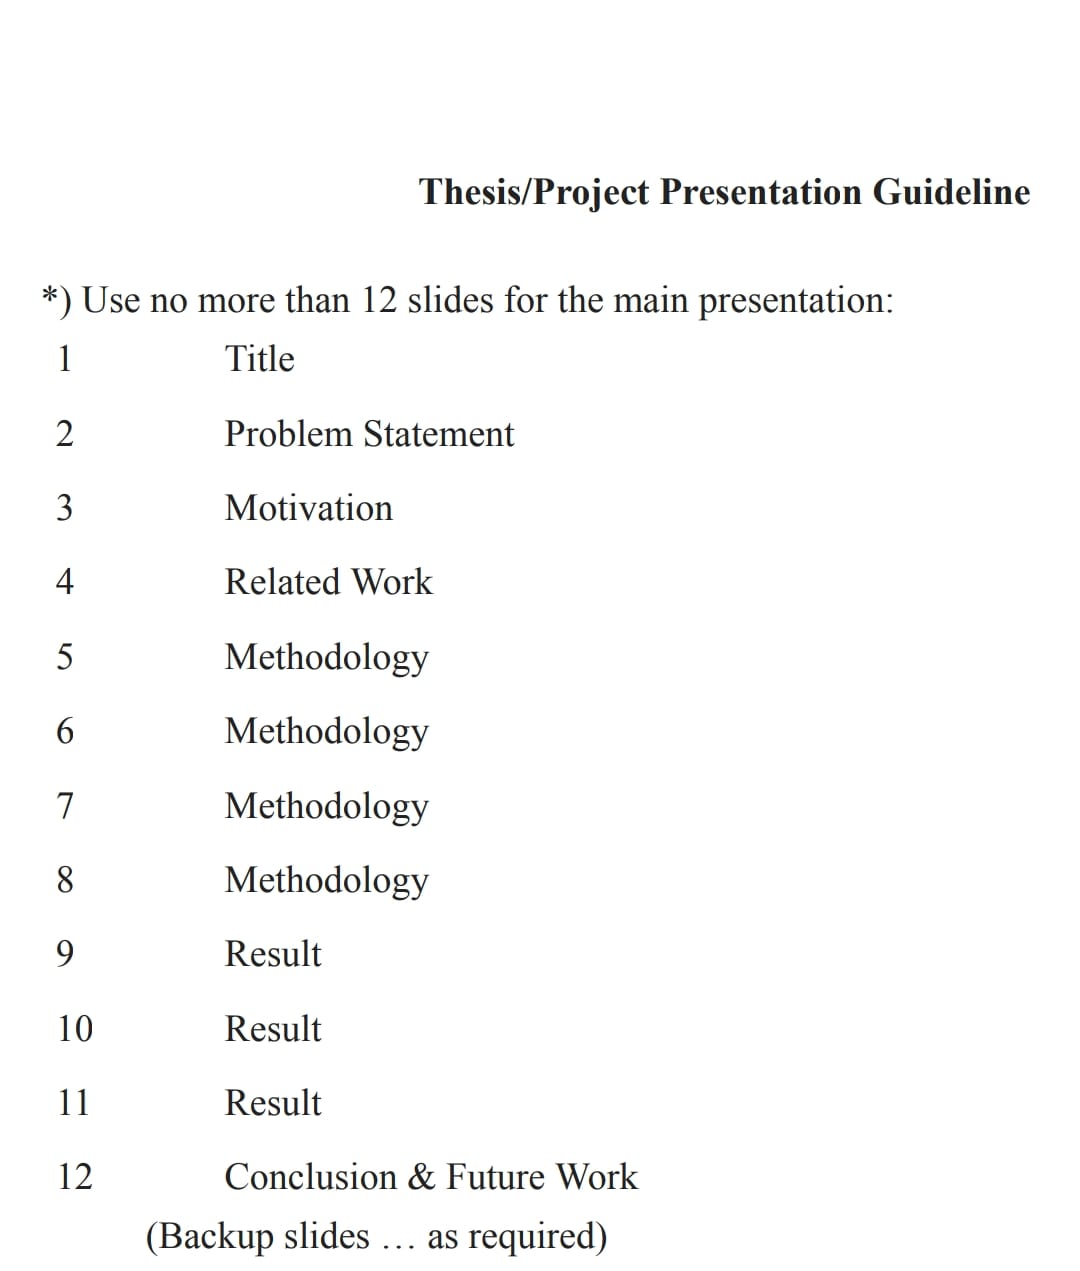 Thesis/Project Presentation Guideline
*) Use no more than 12 slides for the main presentation:
1 Title
2 Problem Statement
3 Motivation
4 Related Work
5 Methodology
6 Methodology
7 Methodology
8 Methodology
9 Result
10 Result
11 Result
12 Conclusion & Future Work
(Backup slides … as required)